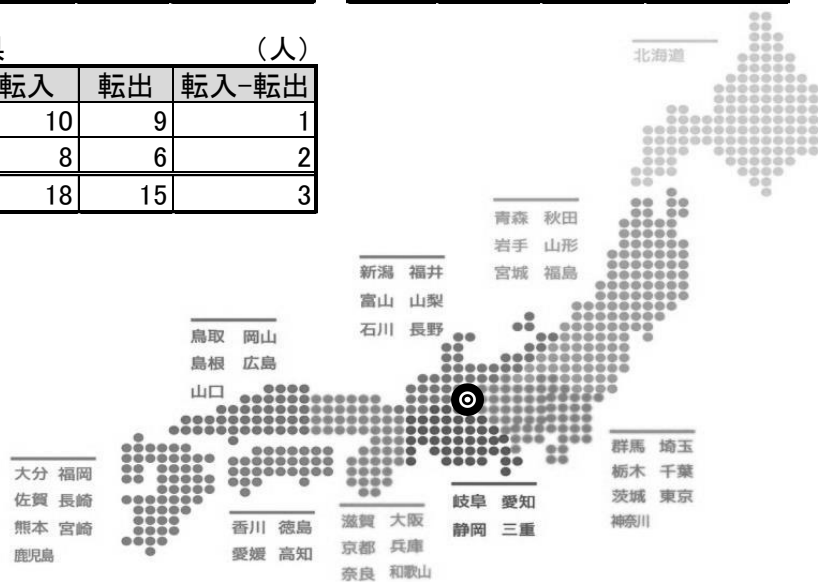 県 (人)
転入 転出 転入-転出
10 9 1
8 6 2
18 15 3
北海道
青森 秋田
岩手 山形
宮城 福島
新潟 福井
富山 山梨
石川 長野
鳥取 岡山
島根 広島
山口
群馬 埼玉
栃木 千葉
茨城 東京
神奈川
大分 福岡
佐賀 長崎
熊本 宮崎
鹿児島
香川 徳島
愛媛 高知
滋賀 大阪
京都 兵庫
奈良 和歌山
岐阜 愛知
静岡 三重